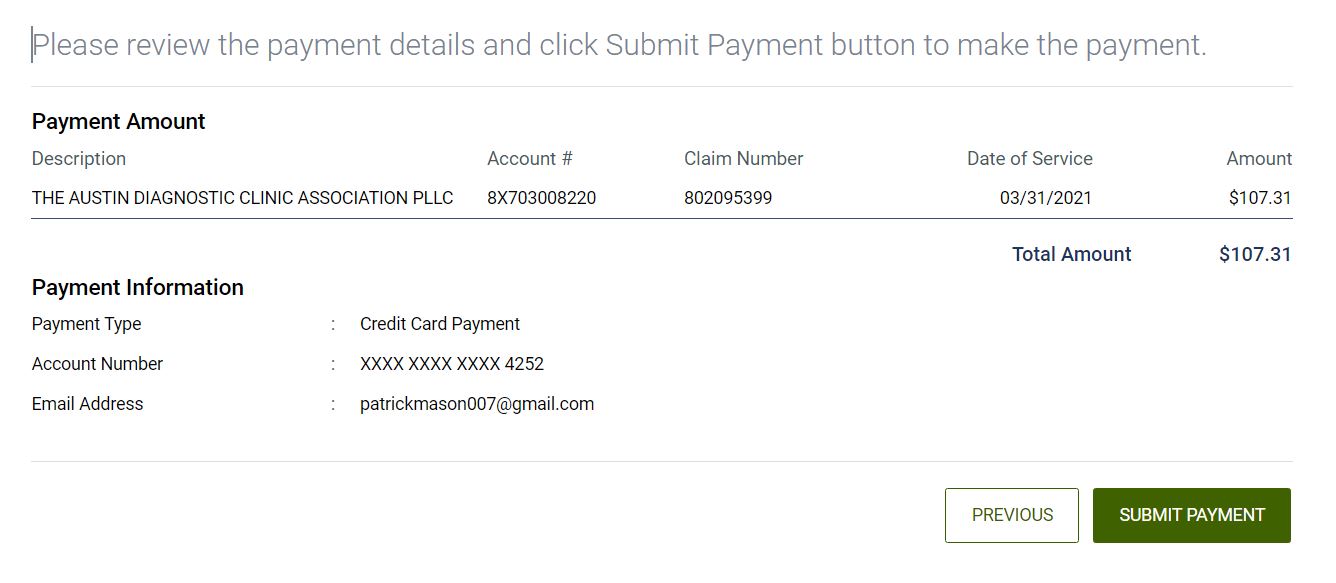 Please review the payment details and click Submit Payment button to make the payment.
Payment Amount
Description Account # Claim Number Date of Service Amount
THE AUSTIN DIAGNOSTIC CLINIC ASSOCIATION PLLC 8X703008220 802095399 03/31/2021 $107.31
Total Amount $107.31
Payment Information
Payment Type : Credit Card Payment
Account Number : XXXX XXXX XXXX 4252
Email Address : patrickmason007@gmail.com
PREVIOUS SUBMIT PAYMENT